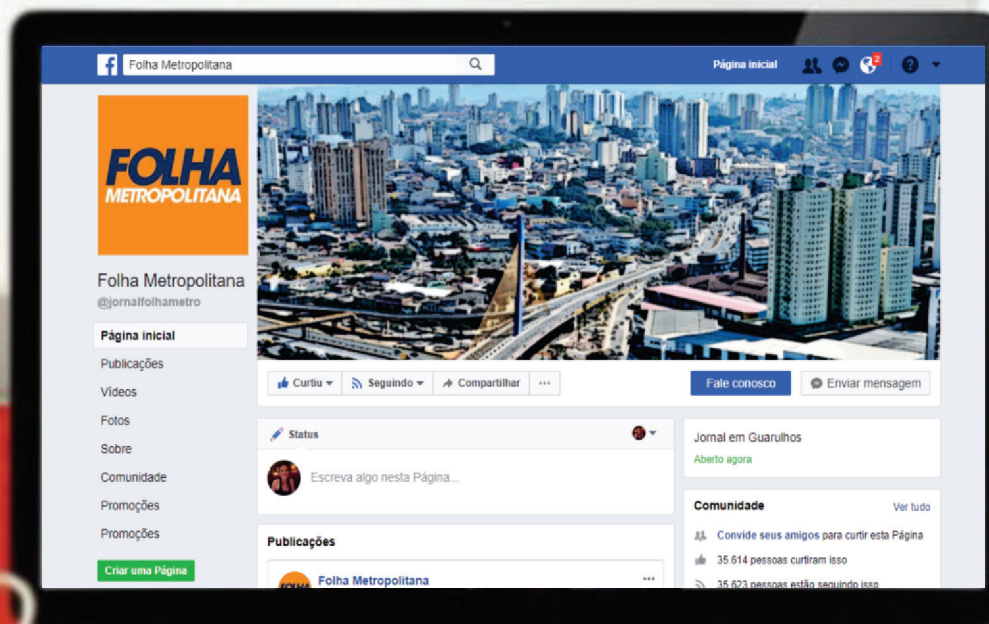 Folha Metropolitana
Página inicial
2
FOLHA
METROPOLITANA
Folha Metropolitana
@jornalfolhametro
Página inicial
Publicações
Vídeos
Fotos
Sobre
Comunidade
Promoções
Promoções
Criar uma Página
Curtiu
Seguindo
Compartilhar
Fale conosco
Enviar mensagem
Status
Escreva algo nesta Página...
Publicações
FOLHA
Folha Metropolitana
Jornal em Guarulhos
Aberto agora
Comunidade
Ver tudo
Convide seus amigos para curtir esta Página
35.614 pessoas curtiram isso
35.623 pessoas estão seguindo isso